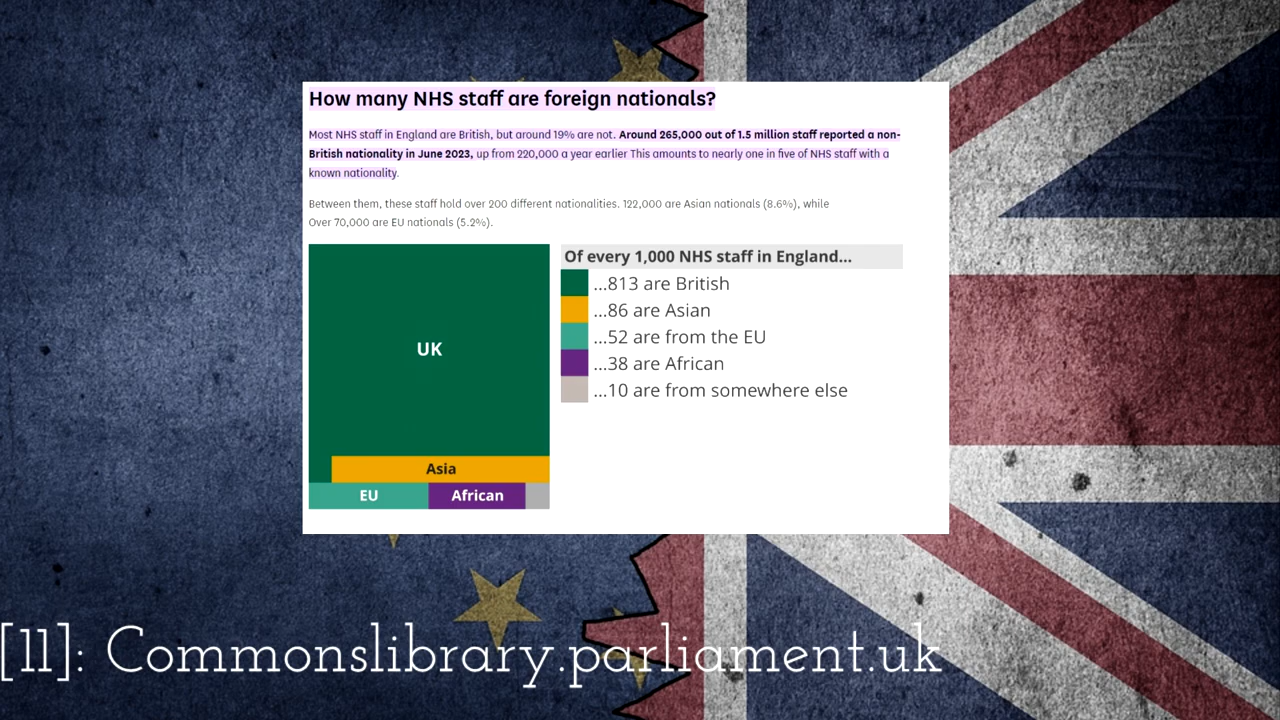 How many NHS staff are foreign nationals?
Most NHS staff in England are British, but around 19% are not. Around 265,000 out of 1.5 million staff reported a non-
British nationality in June 2023, up from 220,000 a year earlier This amounts to nearly one in five of NHS staff with a
known nationality.
Between them, these staff hold over 200 different nationalities. 122,000 are Asian nationals (8.6%), while
Over 70,000 are EU nationals (5.2%).
Of every 1,000 NHS staff in England...
...813 are British
...86 are Asian
...52 are from the EU
...38 are African
...10 are from somewhere else
UK
Asia
EU
African
[11]: Commonslibrary.parliament.uk